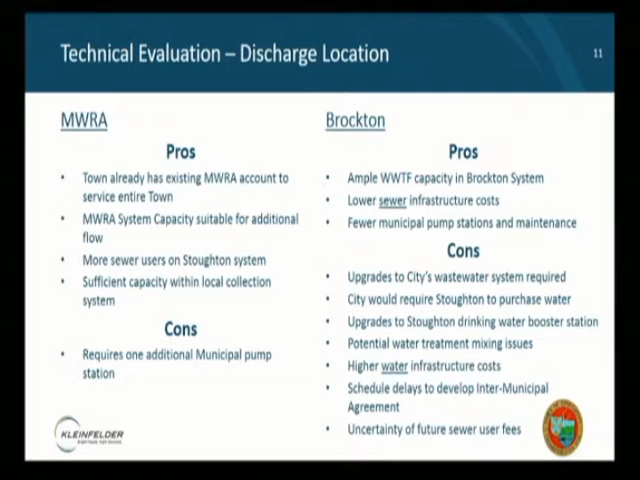 Technical Evaluation – Discharge Location
11
MWRA
Pros
• Town already has existing MWRA account to
service entire Town
• MWRA System Capacity suitable for additional
flow
• More sewer users on Stoughton system
• Sufficient capacity within local collection
system
Cons
• Requires one additional Municipal pump
station
Brockton
Pros
• Ample WWTF capacity in Brockton System
• Lower sewer infrastructure costs
• Fewer municipal pump stations and maintenance
Cons
• Upgrades to City's wastewater system required
• City would require Stoughton to purchase water
• Upgrades to Stoughton drinking water booster station
• Potential water treatment mixing issues
• Higher water infrastructure costs
• Schedule delays to develop Inter-Municipal
Agreement
• Uncertainty of future sewer user fees
KLEINFELDER
Bright People. Right Solutions.